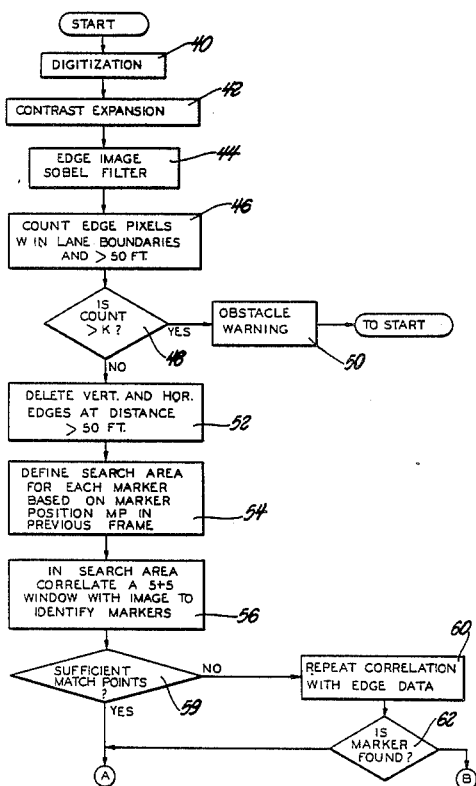 START
40
DIGITIZATION
42
CONTRAST EXPANSION
44
EDGE IMAGE
SOBEL FILTER
46
COUNT EDGE PIXELS
W IN LANE BOUNDARIES
AND > 50 FT.
IS
COUNT
> K ?
48
YES
OBSTACLE
WARNING
50
TO START
NO
DELETE VERT. AND HOR.
EDGES AT DISTANCE
> 50 FT.
52
DEFINE SEARCH AREA
FOR EACH MARKER
BASED ON MARKER
POSITION MP IN
PREVIOUS FRAME
54
IN SEARCH AREA
CORRELATE A 5+5
WINDOW WITH IMAGE TO
IDENTIFY MARKERS
56
SUFFICIENT
MATCH POINTS
?
59
NO
60
REPEAT CORRELATION
WITH EDGE DATA
YES
IS
MARKER
FOUND?
62
A
B